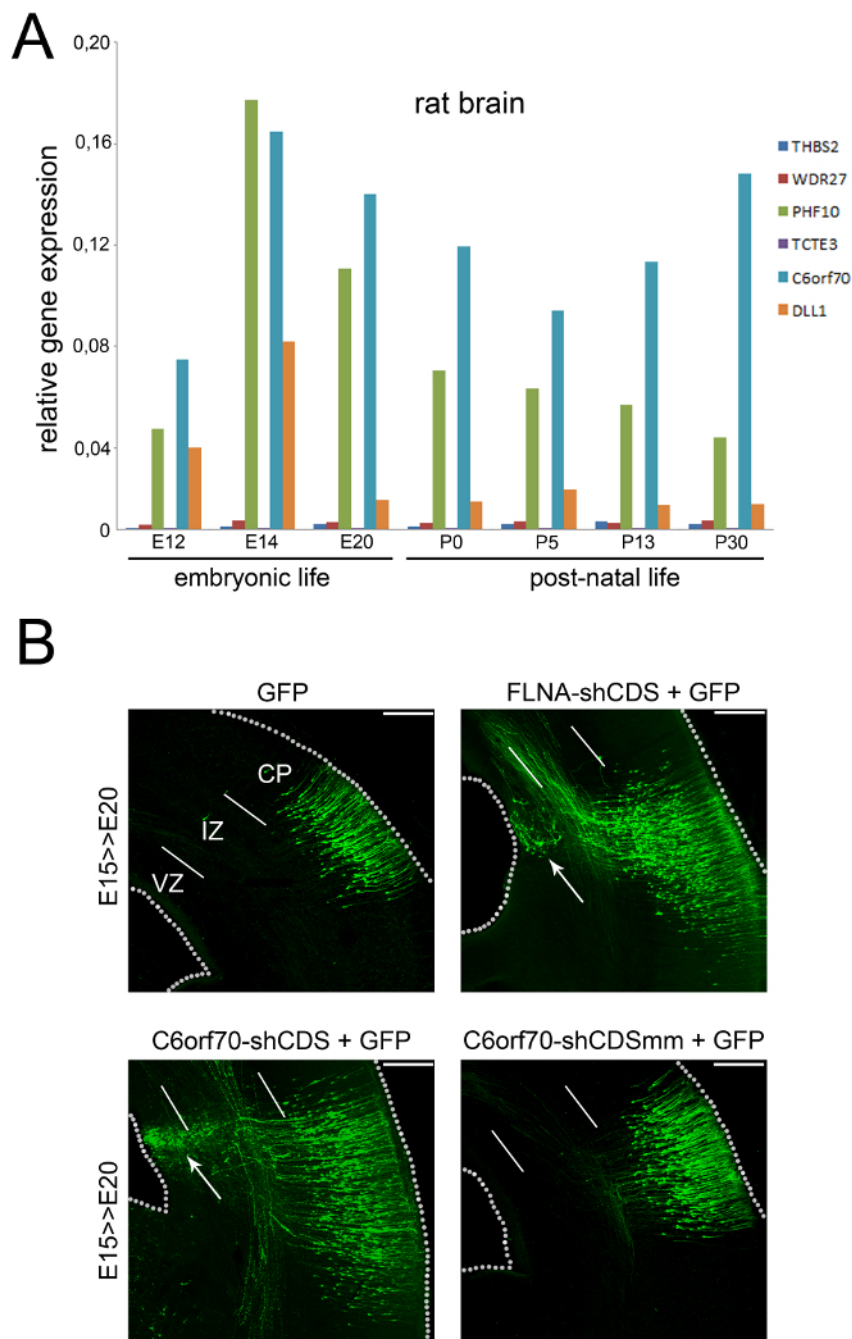 A
rat brain
relative gene expression
0,20
0,16
0,12
0,08
0,04
0
THBS2
WDR27
PHF10
TCTE3
C6orf70
DLL1
E12 E14 E20 P0 P5 P13 P30
embryonic life post-natal life
B
GFP FLNA-shCDS + GFP
E15>>E20
CP
IZ
VZ
C6orf70-shCDS + GFP C6orf70-shCDSmm + GFP
E15>>E20